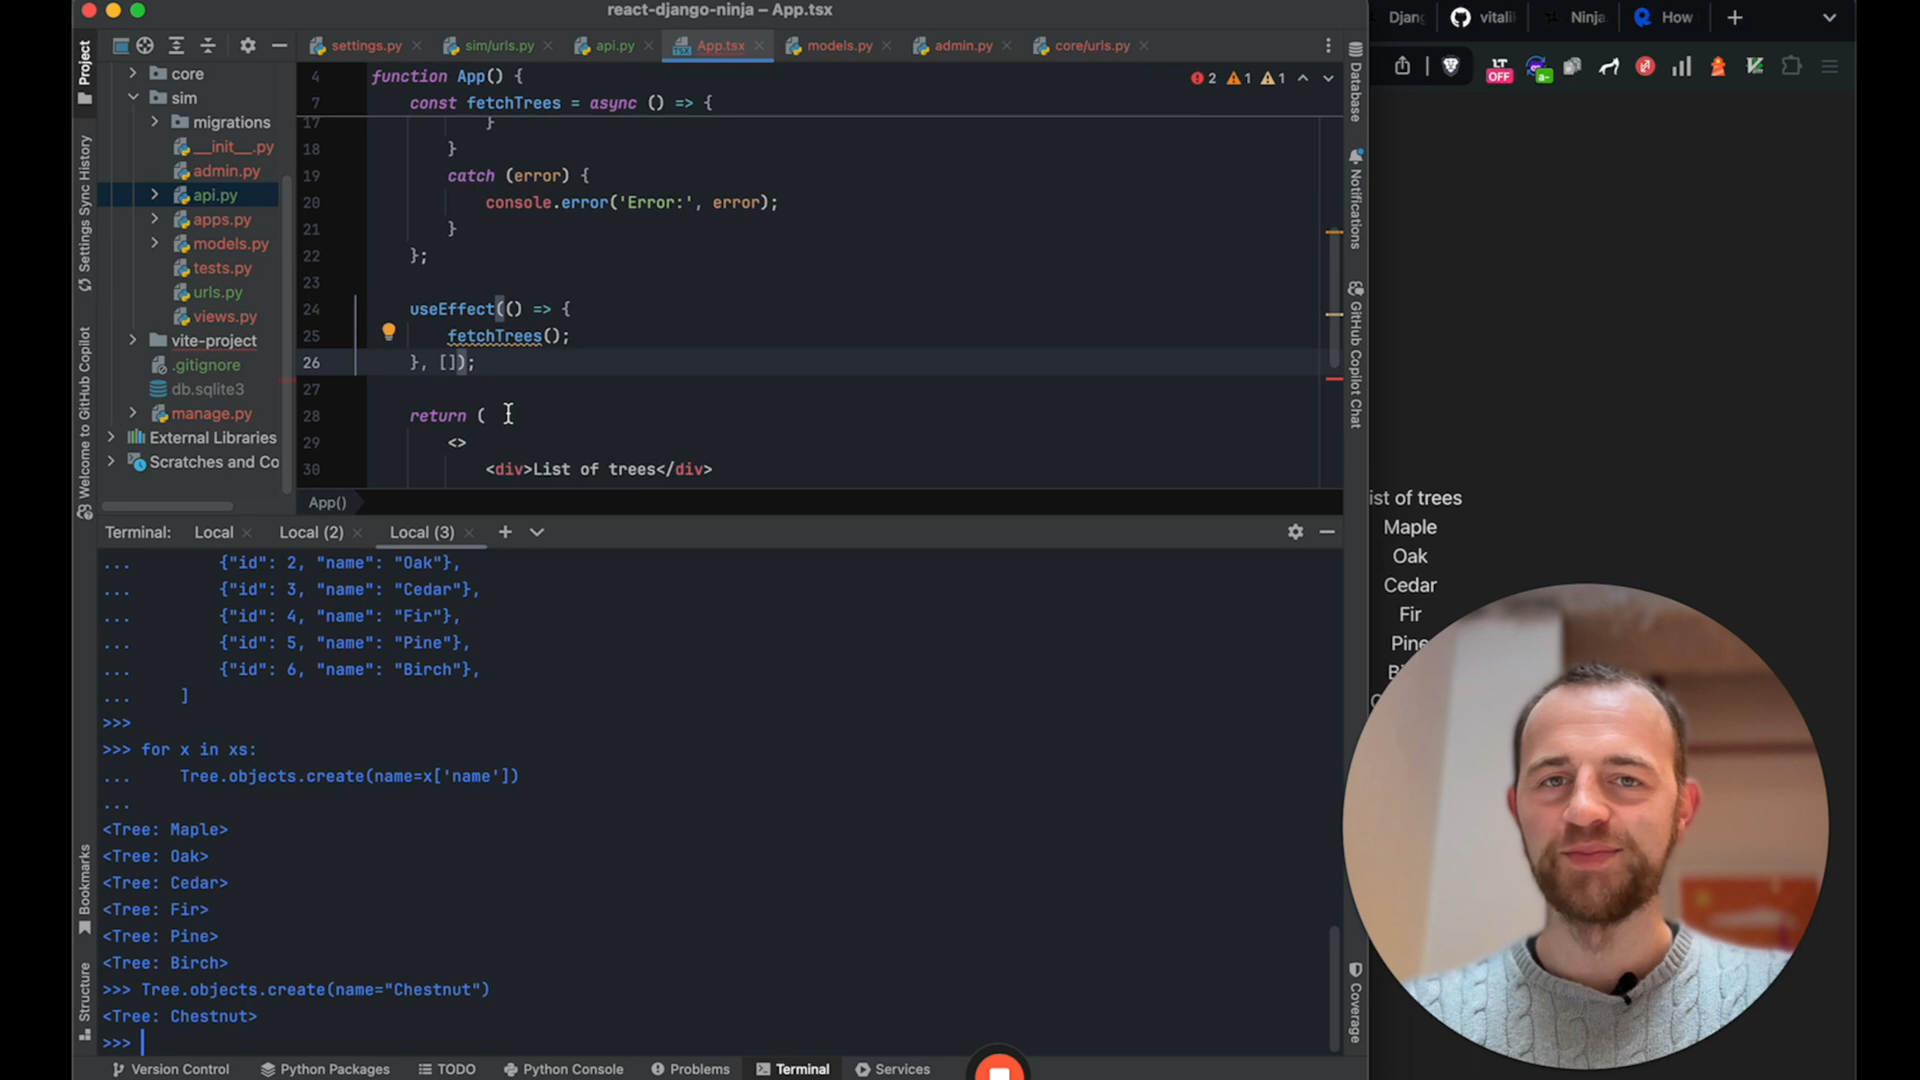 react-django-ninja – App.tsx
Djang
vitalik
Ninja
How
settings.py
sim/urls.py
api.py
App.tsx
models.py
admin.py
core/urls.py
LT
OFF
a-
Project
Settings Sync History
Welcome to GitHub Copilot
Bookmarks
Structure
core
sim
migrations
__init__.py
admin.py
api.py
apps.py
models.py
tests.py
urls.py
views.py
vite-project
.gitignore
db.sqlite3
manage.py
External Libraries
Scratches and Co
2 1 1
4 function App() {
7 const fetchTrees = async () => {
17 }
18 }
19 catch (error) {
20 console.error('Error:', error);
21 }
22 };
23
24 useEffect(() => {
25 fetchTrees();
26 }, []);
27
28 return (
29 <>
30 <div>List of trees</div>
App()
Database
Notifications
GitHub Copilot Chat
Coverage
Terminal: Local Local (2) Local (3)
... {"id": 2, "name": "Oak"},
... {"id": 3, "name": "Cedar"},
... {"id": 4, "name": "Fir"},
... {"id": 5, "name": "Pine"},
... {"id": 6, "name": "Birch"},
... ]
>>>
>>> for x in xs:
... Tree.objects.create(name=x['name'])
...
<Tree: Maple>
<Tree: Oak>
<Tree: Cedar>
<Tree: Fir>
<Tree: Pine>
<Tree: Birch>
>>> Tree.objects.create(name="Chestnut")
<Tree: Chestnut>
>>>
ist of trees
Maple
Oak
Cedar
Fir
Pine
Version Control
Python Packages
TODO
Python Console
Problems
Terminal
Services